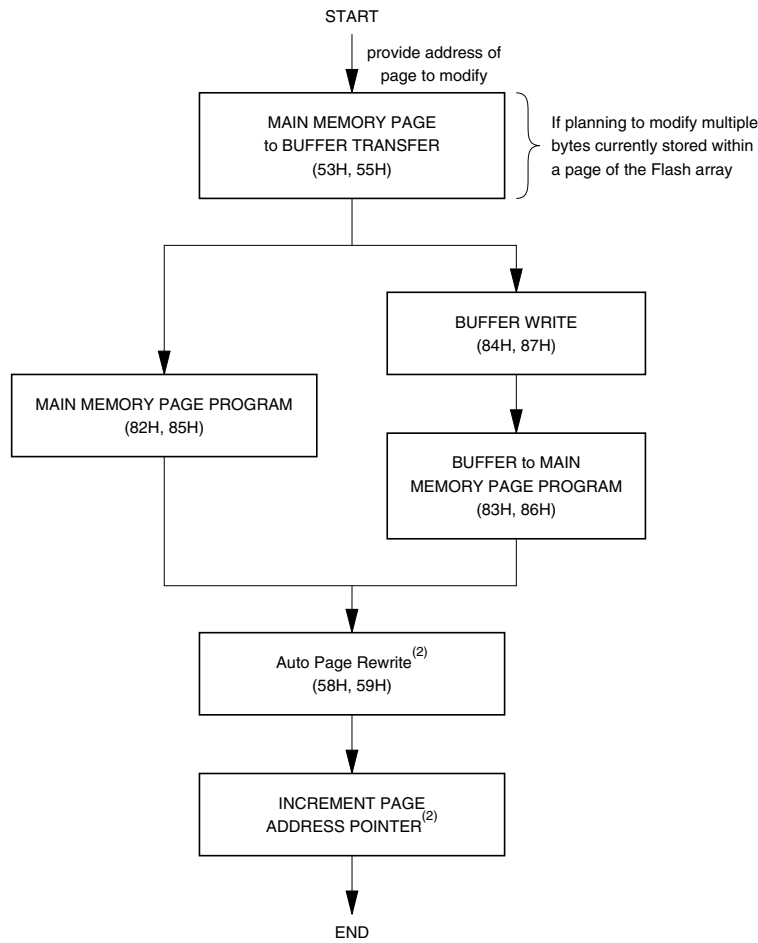 START
provide address of
page to modify
MAIN MEMORY PAGE
to BUFFER TRANSFER
(53H, 55H)
If planning to modify multiple
bytes currently stored within
a page of the Flash array
BUFFER WRITE
(84H, 87H)
MAIN MEMORY PAGE PROGRAM
(82H, 85H)
BUFFER to MAIN
MEMORY PAGE PROGRAM
(83H, 86H)
Auto Page Rewrite(2)
(58H, 59H)
INCREMENT PAGE
ADDRESS POINTER(2)
END